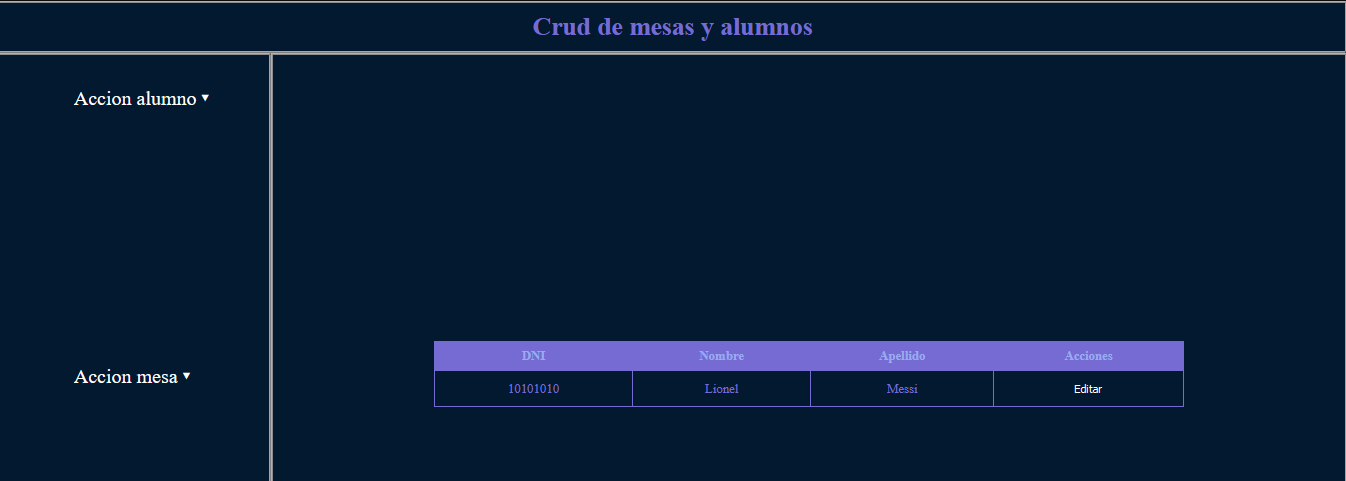 Crud de mesas y alumnos
Accion alumno ▾
Accion mesa ▾
DNI Nombre Apellido Acciones
10101010 Lionel Messi Editar